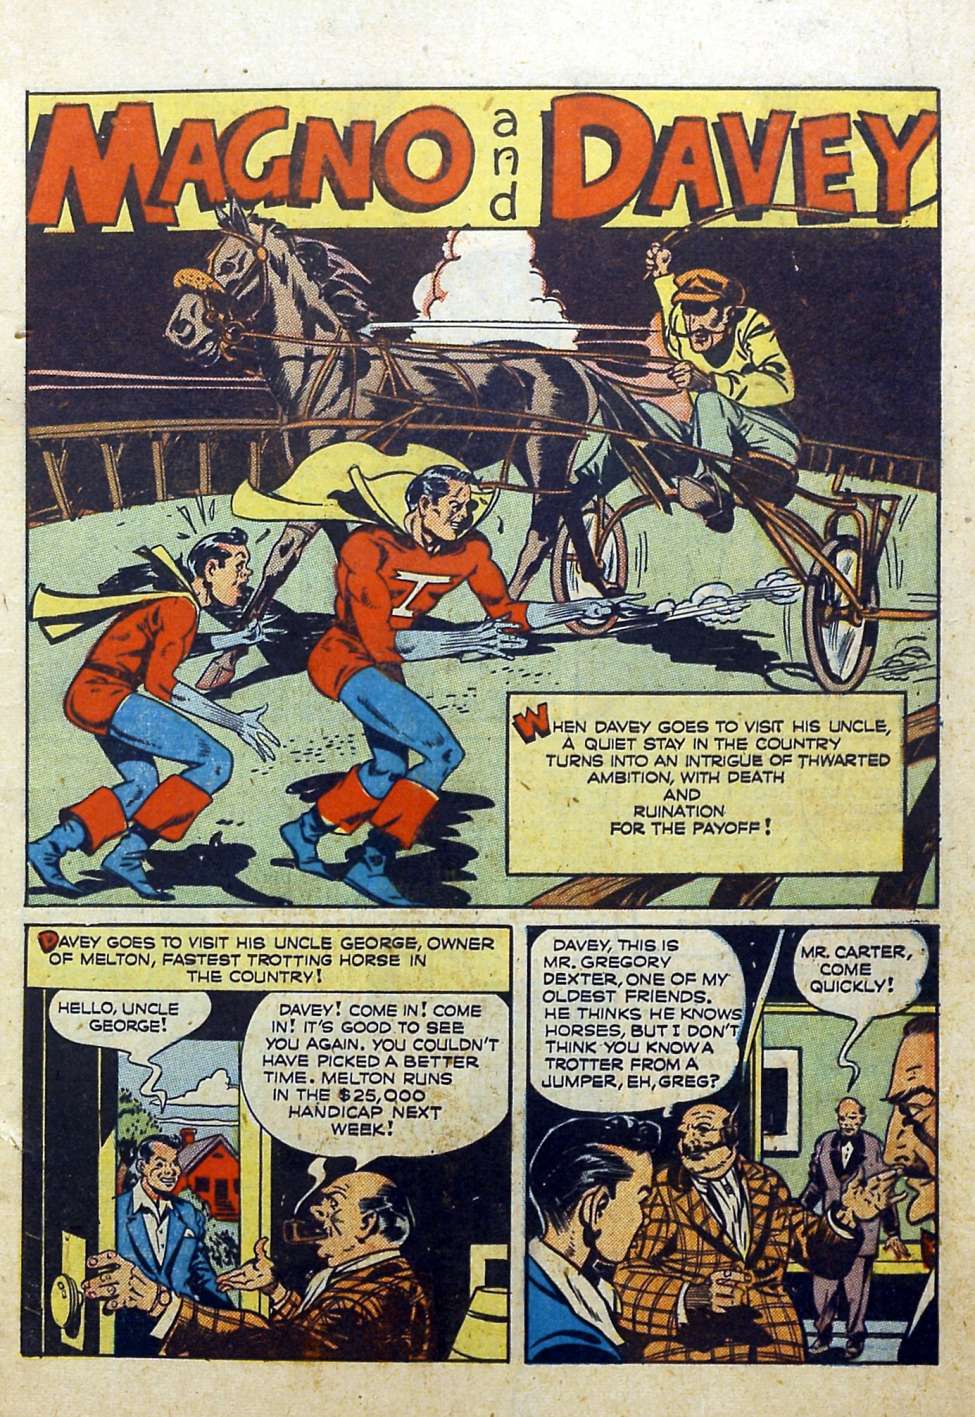 MAGNO and DAVEY
I
WHEN DAVEY GOES TO VISIT HIS UNCLE,
A QUIET STAY IN THE COUNTRY
TURNS INTO AN INTRIGUE OF THWARTED
AMBITION, WITH DEATH
AND
RUINATION
FOR THE PAYOFF!
DAVEY GOES TO VISIT HIS UNCLE GEORGE, OWNER
OF MELTON, FASTEST TROTTING HORSE IN
THE COUNTRY!
HELLO, UNCLE
GEORGE!
DAVEY! COME IN! COME
IN! IT'S GOOD TO SEE
YOU AGAIN. YOU COULDN'T
HAVE PICKED A BETTER
TIME. MELTON RUNS
IN THE $25,000
HANDICAP NEXT
WEEK!
DAVEY, THIS IS
MR. GREGORY
DEXTER, ONE OF MY
OLDEST FRIENDS.
HE THINKS HE KNOWS
HORSES, BUT I DON'T
THINK YOU KNOW A
TROTTER FROM A
JUMPER, EH, GREG?
MR. CARTER,
COME
QUICKLY!